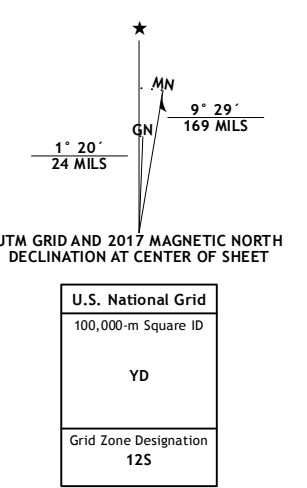 ★
MN
GN
9° 29´
169 MILS
1° 20´
24 MILS
UTM GRID AND 2017 MAGNETIC NORTH
DECLINATION AT CENTER OF SHEET
U.S. National Grid
100,000-m Square ID
YD
Grid Zone Designation
12S